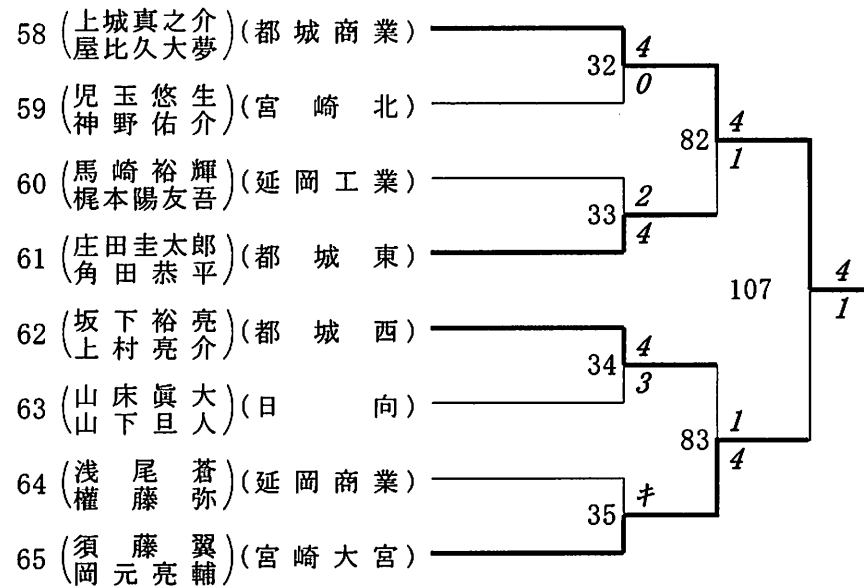 58 (上城真之介 屋比久大夢) (都城商業)
32 4 0
59 (児玉悠生 神野佑介) (宮崎北)
82 4 1
60 (馬崎裕輝 梶本陽友吾) (延岡工業)
33 2 4
61 (庄田圭太郎 角田恭平) (都城東)
107 4 1
62 (坂下裕亮 上村亮介) (都城西)
34 4 3
63 (山床眞大 山下旦人) (日向)
83 1 4
64 (浅尾蒼 權藤弥) (延岡商業)
35 キ
65 (須藤翼 岡元亮輔) (宮崎大宮)